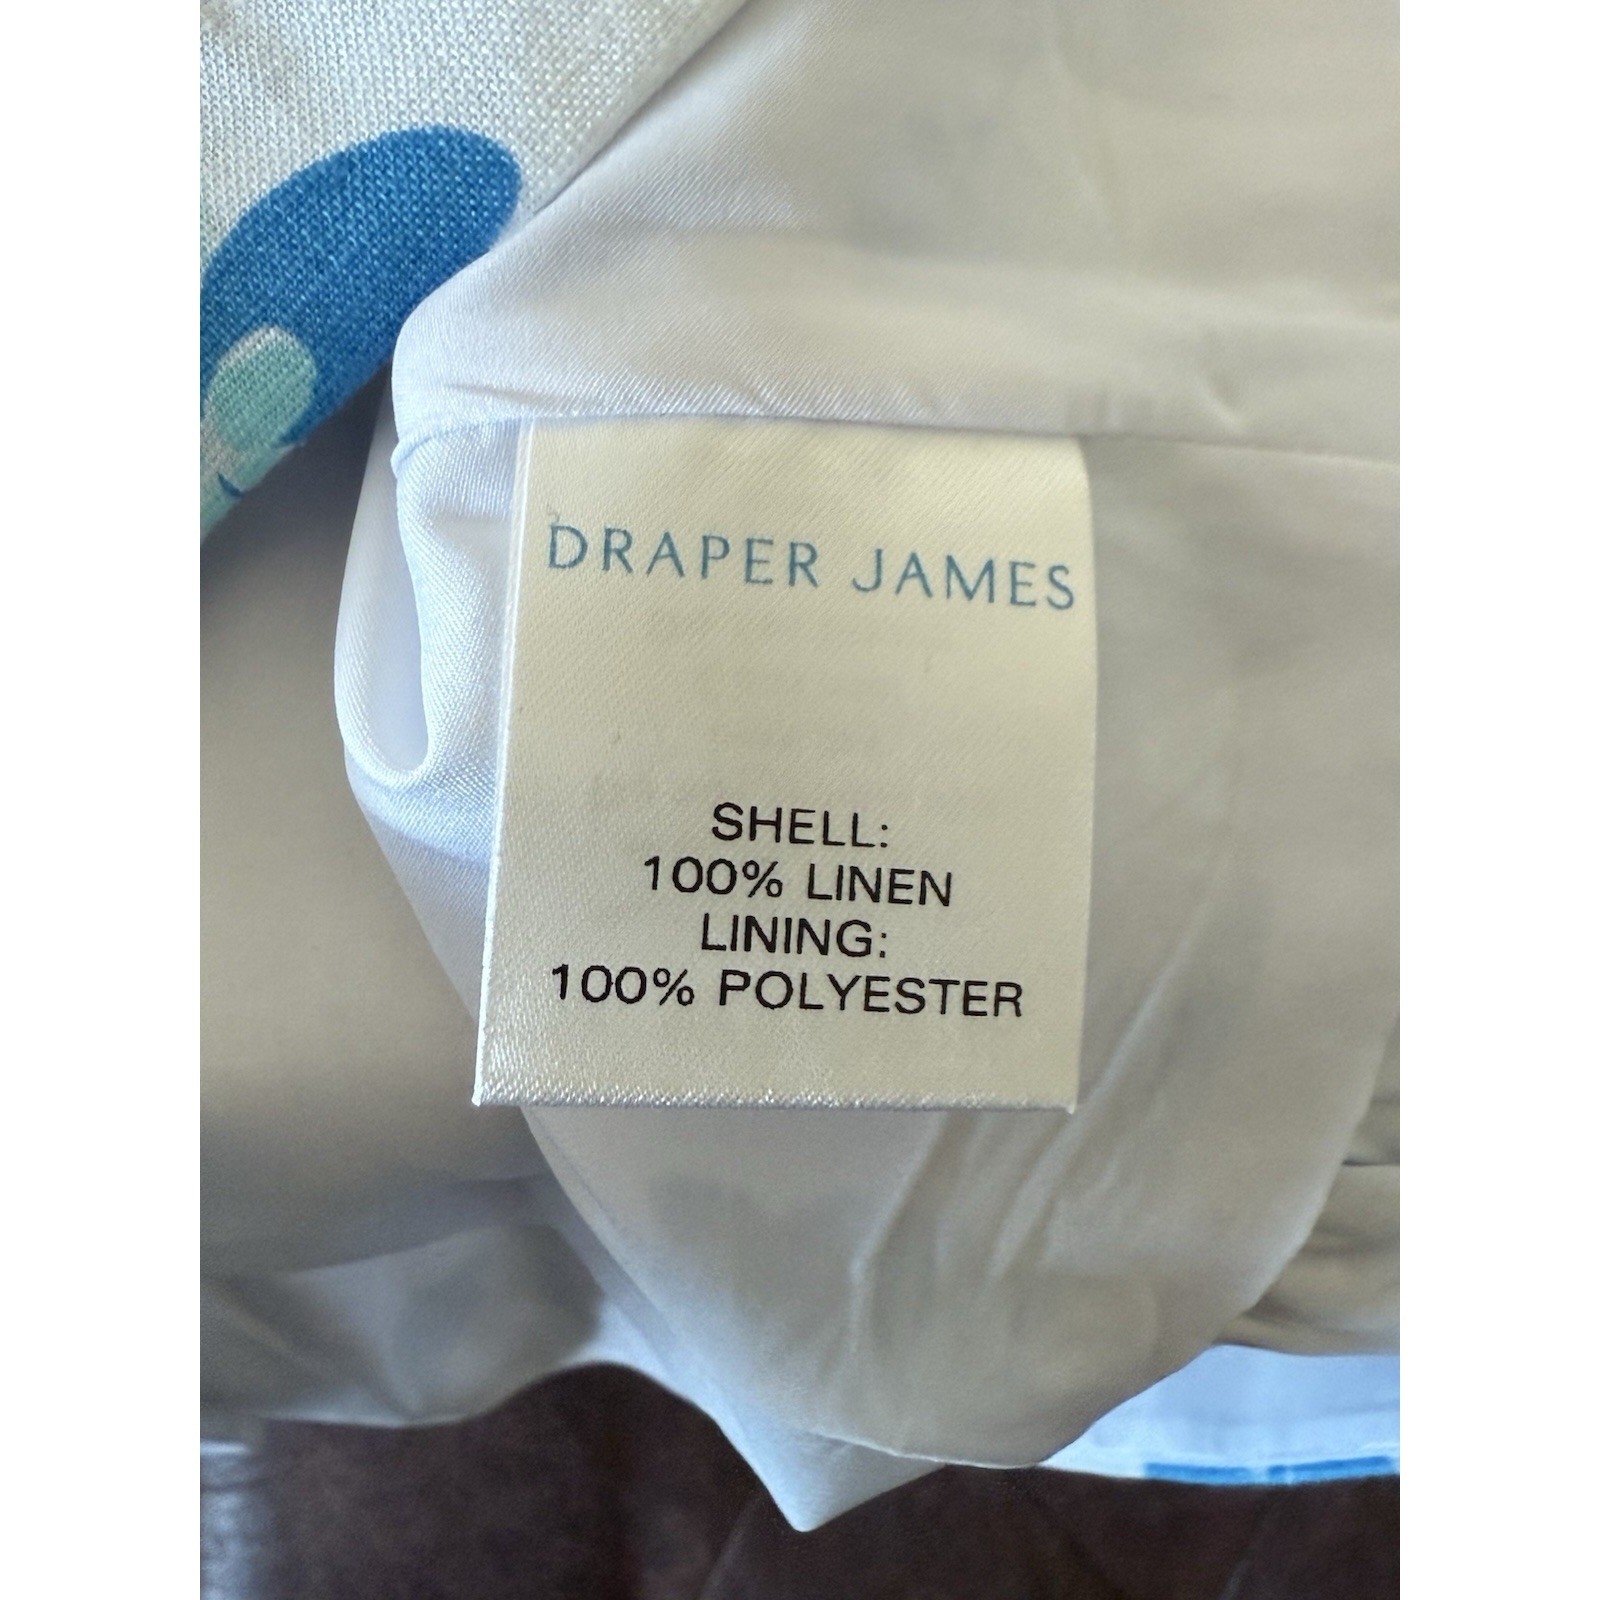 DRAPER JAMES
SHELL:
100% LINEN
LINING:
100% POLYESTER